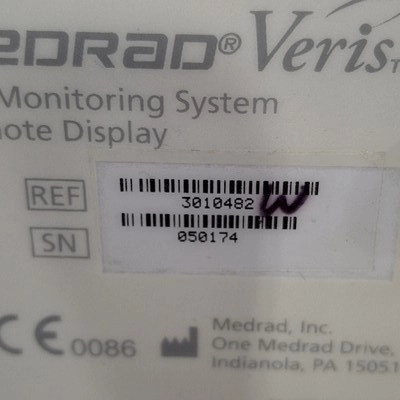 EDRAD® Veris
Monitoring System
ote Display
REF 3010482 W
SN 050174
CE 0086 Medrad, Inc.
One Medrad Drive,
Indianola, PA 15051